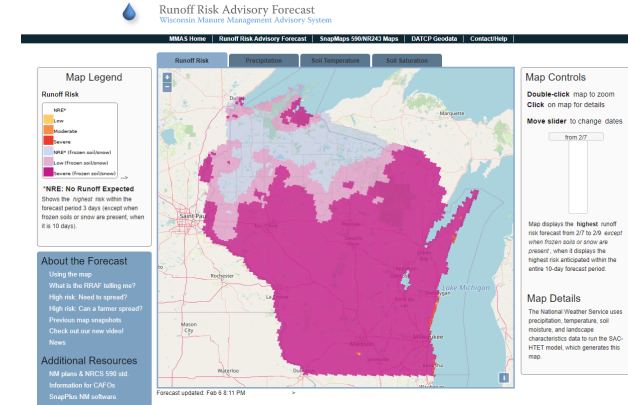 Runoff Risk Advisory Forecast
Wisconsin Manure Management Advisory System
MMAS Home | Runoff Risk Advisory Forecast | SnapMaps 590/NR243 Maps | DATCP Geodata | Contact/Help
Map Legend
Runoff Risk
NRE*
Low
Moderate
Severe
NRE* (frozen soil/snow)
Low (frozen soil/snow)
Severe (frozen soil/snow)
-->
*NRE: No Runoff Expected
Shows the highest risk within the
forecast period 3 days (except when
frozen soils or snow are present, when
it is 10 days).
About the Forecast
Using the map
What is the RRAF telling me?
High risk: Need to spread?
High risk: Can a farmer spread?
Previous map snapshots
Check out our new video!
News
Additional Resources
NM plans & NRCS 590 std.
Information for CAFOs
SnapPlus NM software
Runoff Risk
Precipitation
Soil Temperature
Soil Saturation
+
−
Marquette
Saint Pau
Rochester
Mason
City
Waterloo
Lake Michigan
Madison
i
Forecast updated: Feb 6 8:11 PM
>
Map Controls
Double-click map to zoom
Click on map for details
Move slider to change dates
from 2/7
Map displays the highest runoff
risk forecast from 2/7 to 2/9 except
when frozen soils or snow are
present, when it displays the
highest risk anticipated within the
entire 10-day forecast period.
Map Details
The National Weather Service uses
precipitation, temperature, soil
moisture, and landscape
characteristics data to run the SAC-
HTET model, which generates this
map.